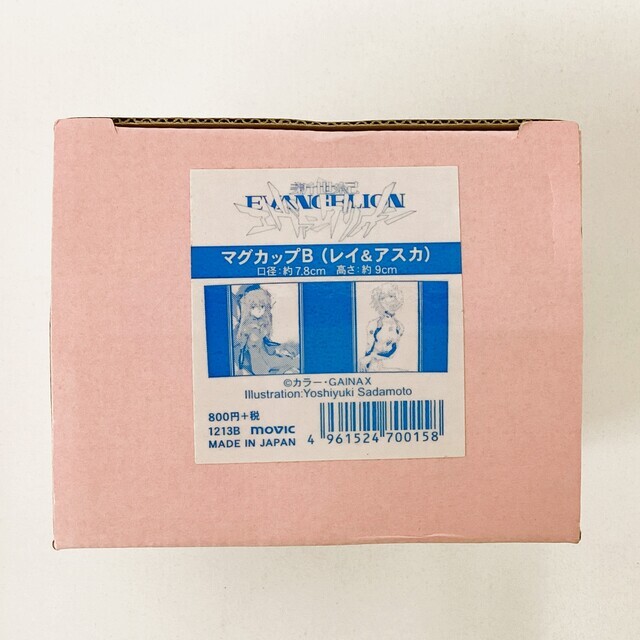 新世紀
EVANGELION
エヴァンゲリオン
マグカップB（レイ&アスカ）
口径：約7.8cm　高さ：約9cm
©カラー・GAINAX
Illustration:Yoshiyuki Sadamoto
800円+税
1213B movic
MADE IN JAPAN
4 961524 700158